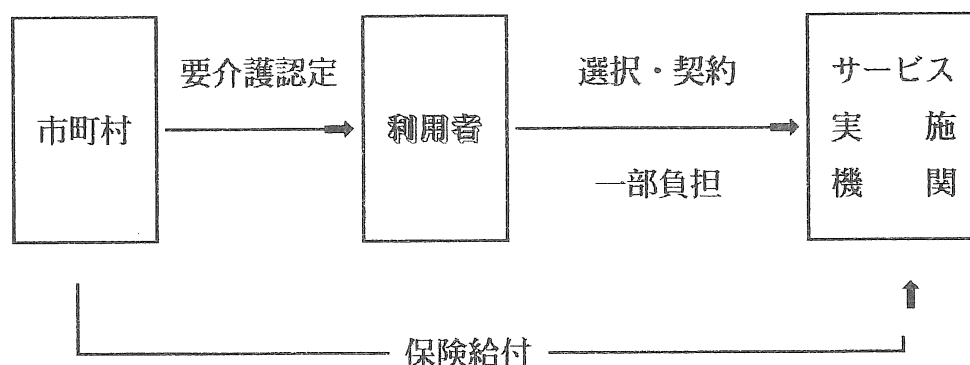 市町村
要介護認定
利用者
選択・契約
一部負担
サービス
実施
機関
保険給付